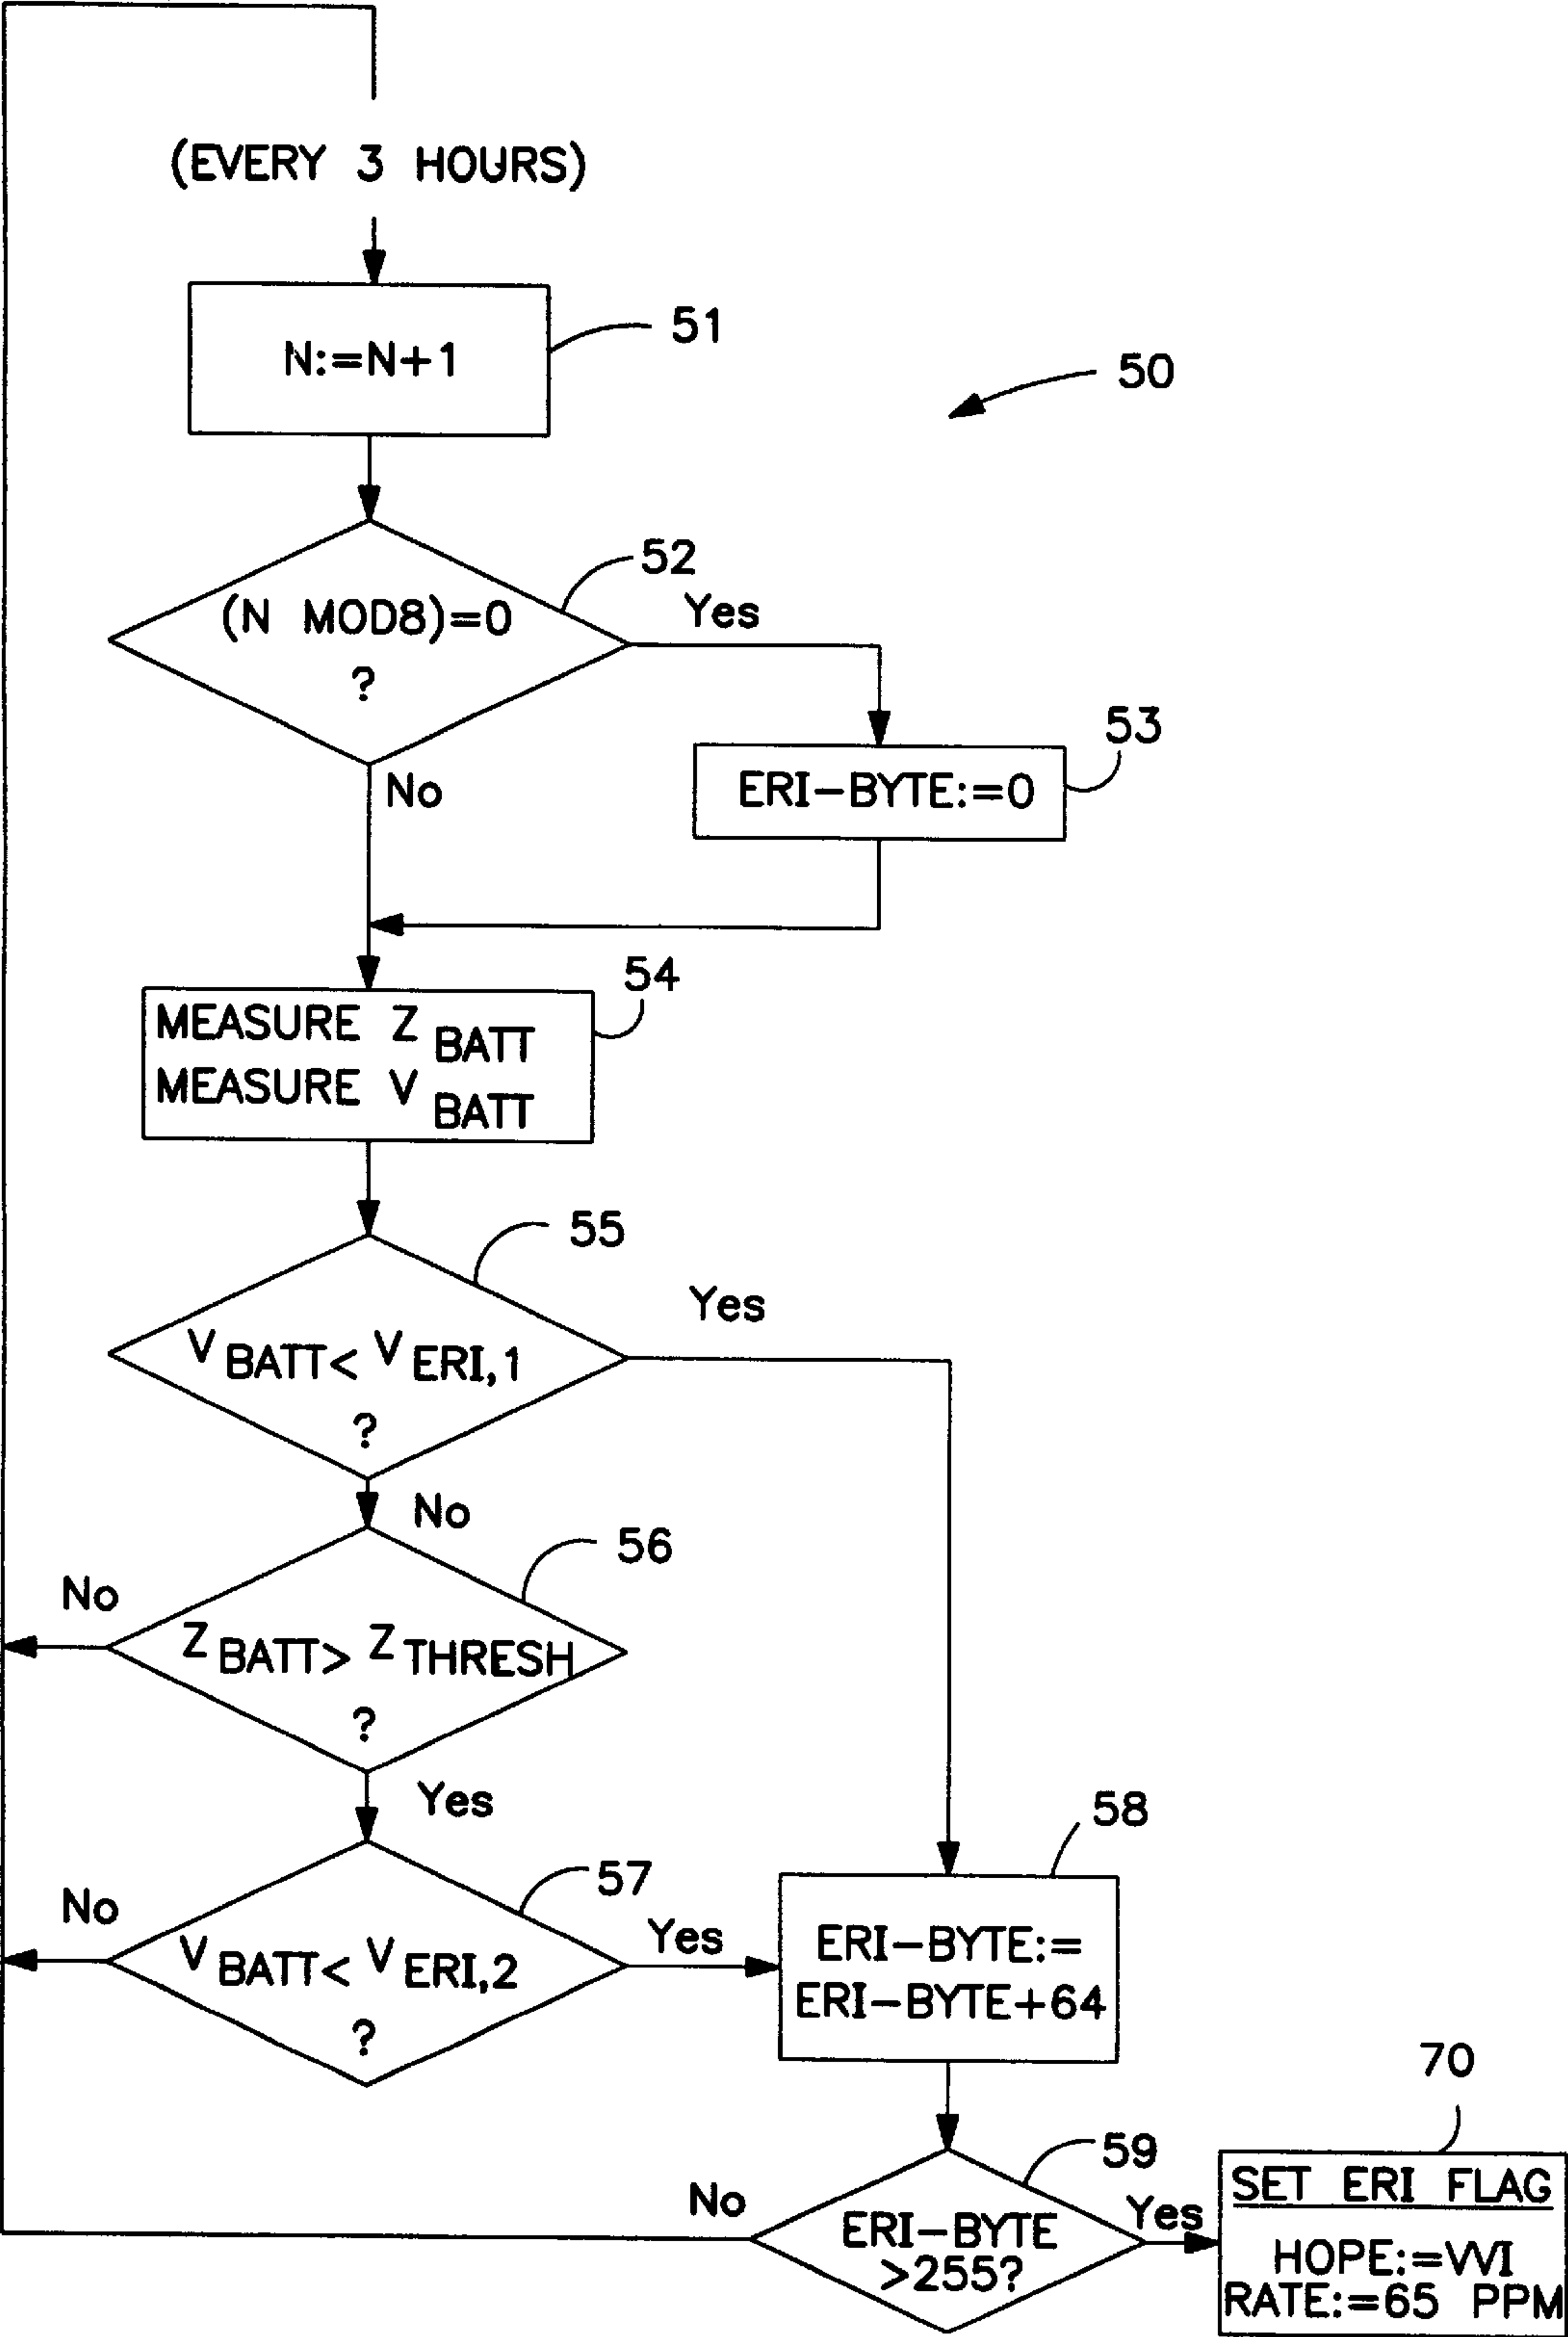 (EVERY 3 HOURS)
N:=N+1
51
50
52
(N MOD8)=0
?
Yes
53
ERI-BYTE:=0
No
54
MEASURE Z BATT
MEASURE V BATT
55
Yes
V BATT< V ERI,1
?
No
56
No
Z BATT> Z THRESH
?
Yes
57
No
V BATT< V ERI,2
?
Yes
58
ERI-BYTE:=
ERI-BYTE+64
59
No
ERI-BYTE
>255?
Yes
70
SET ERI FLAG
HOPE:=VVI
RATE:=65 PPM